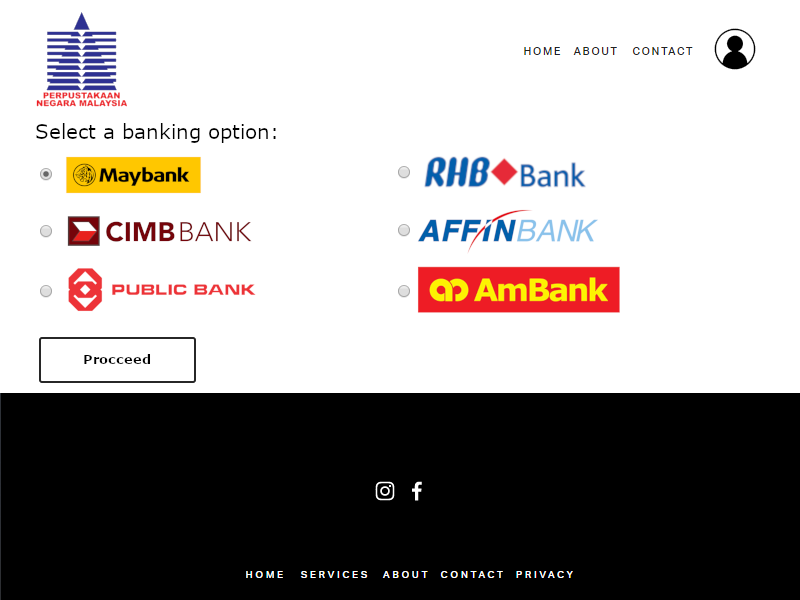 PERPUSTAKAAN
NEGARA MALAYSIA
HOME ABOUT CONTACT
Select a banking option:
Maybank
RHB Bank
CIMB BANK
AFFIN BANK
PUBLIC BANK
AmBank
Procceed
HOME SERVICES ABOUT CONTACT PRIVACY